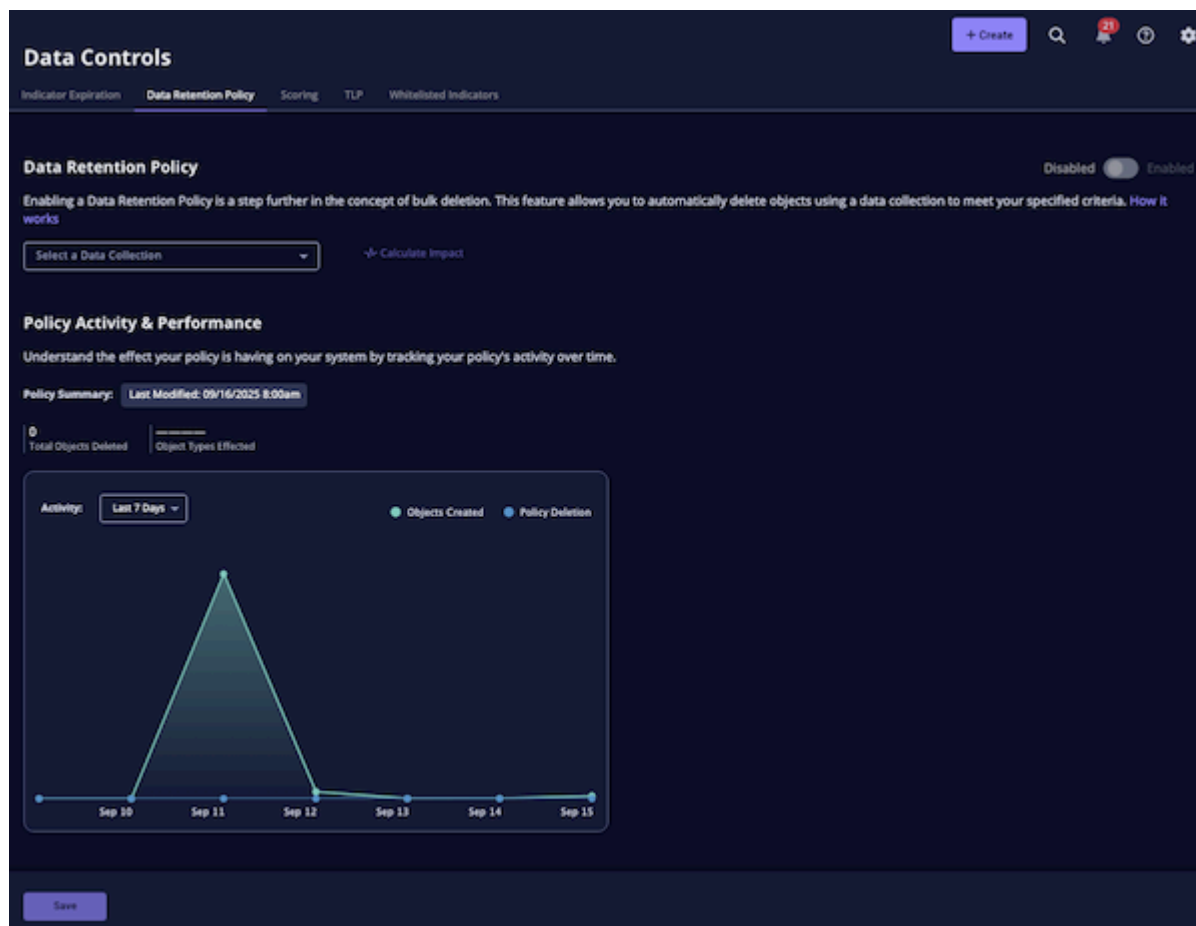 + Create
21
Data Controls
Indicator Expiration Data Retention Policy Scoring TLP Whitelisted Indicators
Data Retention Policy
Disabled Enabled
Enabling a Data Retention Policy is a step further in the concept of bulk deletion. This feature allows you to automatically delete objects using a data collection to meet your specified criteria. How it
works
Select a Data Collection
Calculate Impact
Policy Activity & Performance
Understand the effect your policy is having on your system by tracking your policy's activity over time.
Policy Summary: Last Modified: 09/16/2025 8:00am
0 ————
Total Objects Deleted Object Types Effected
Activity: Last 7 Days
Objects Created Policy Deletion
Sep 10 Sep 11 Sep 12 Sep 13 Sep 14 Sep 15
Save